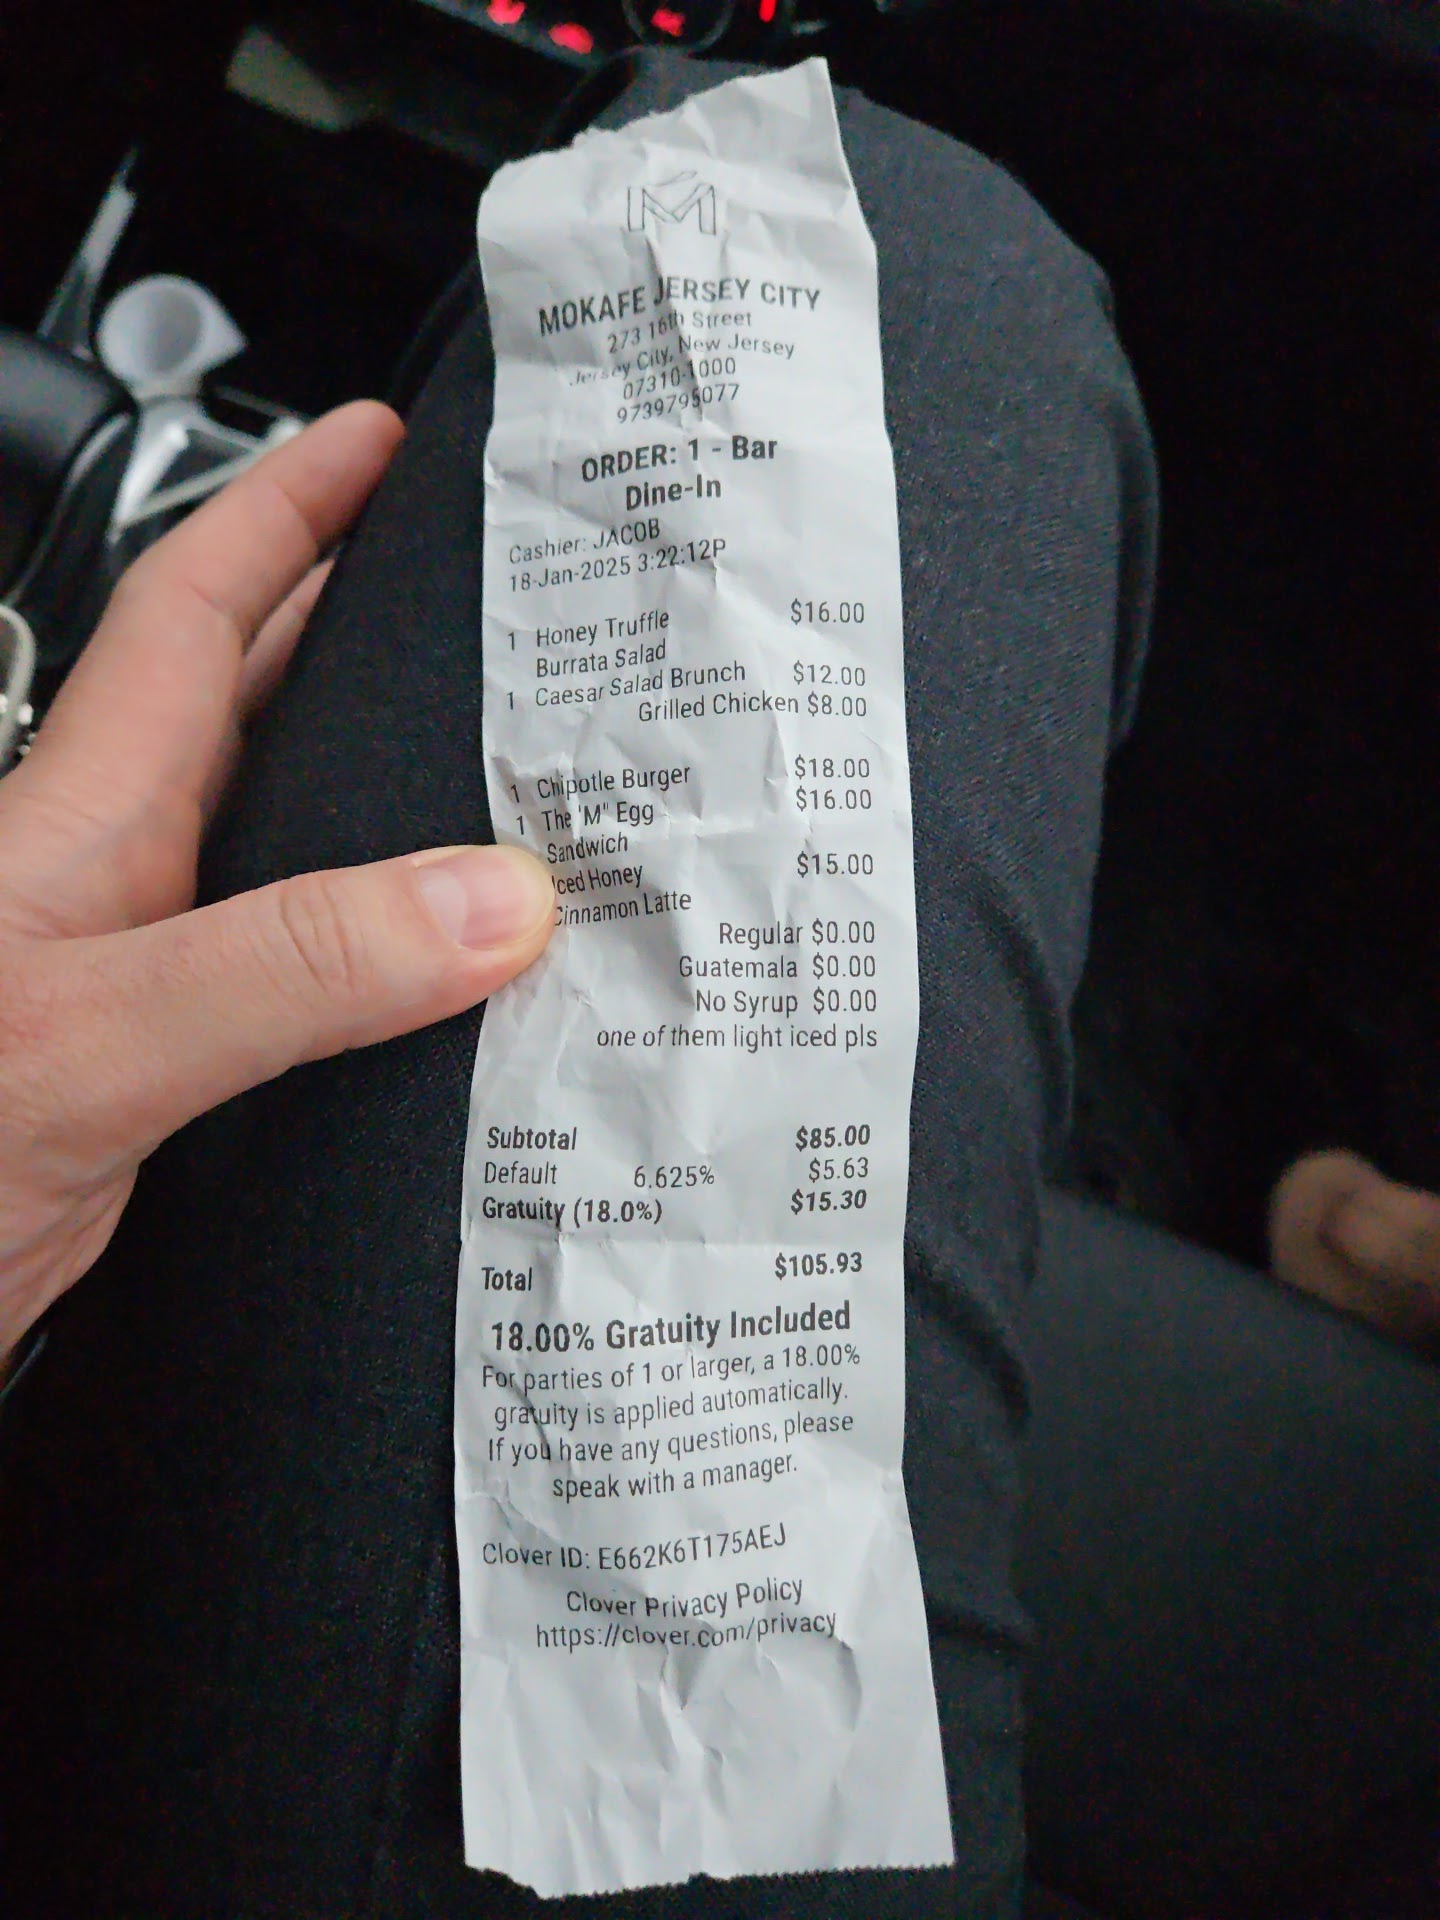 M
MOKAFE JERSEY CITY
273 16th Street
Jersey City, New Jersey
07310-1000
9739795077
ORDER: 1 - Bar
Dine-In
Cashier: JACOB
18-Jan-2025 3:22:12P
1 Honey Truffle $16.00
Burrata Salad
1 Caesar Salad Brunch $12.00
Grilled Chicken $8.00
1 Chipotle Burger $18.00
1 The 'M" Egg $16.00
Sandwich
Iced Honey $15.00
Cinnamon Latte
Regular $0.00
Guatemala $0.00
No Syrup $0.00
one of them light iced pls
Subtotal $85.00
Default 6.625% $5.63
Gratuity (18.0%) $15.30
Total $105.93
18.00% Gratuity Included
For parties of 1 or larger, a 18.00%
gratuity is applied automatically.
If you have any questions, please
speak with a manager.
Clover ID: E662K6T175AEJ
Clover Privacy Policy
https://clover.com/privacy